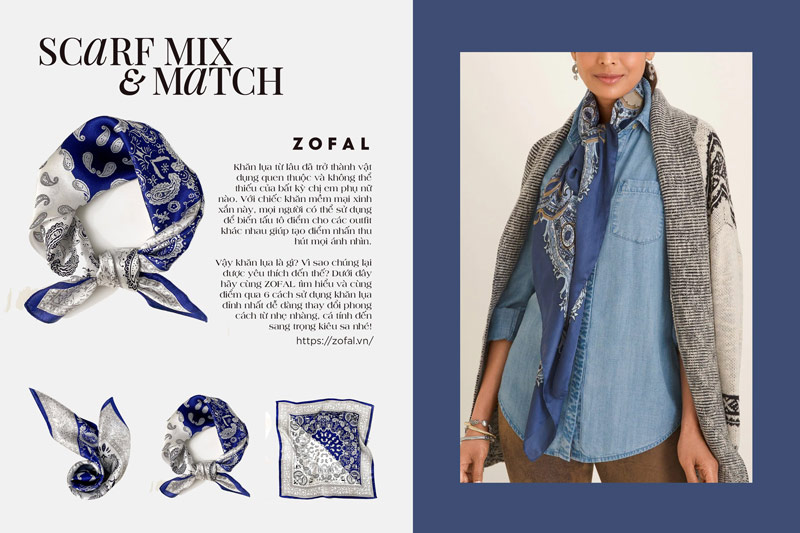 SCaRF MIX
& MaTCH
ZOFAL
Khăn lụa từ lâu đã trở thành vật
dụng quen thuộc và không thể
thiếu của bất kỳ chị em phụ nữ
nào. Với chiếc khăn mềm mại xinh
xắn này, mọi người có thể sử dụng
để biến tấu tô điểm cho các outfit
khác nhau giúp tạo điểm nhấn thu
hút mọi ánh nhìn.
Vậy khăn lụa là gì? Vì sao chúng lại
được yêu thích đến thế? Dưới đây
hãy cùng ZOFAL tìm hiểu và cùng
điểm qua 6 cách sử dụng khăn lụa
đỉnh nhất dễ dàng thay đổi phong
cách từ nhẹ nhàng, cá tính đến
sang trọng kiêu sa nhé!
https://zofal.vn/